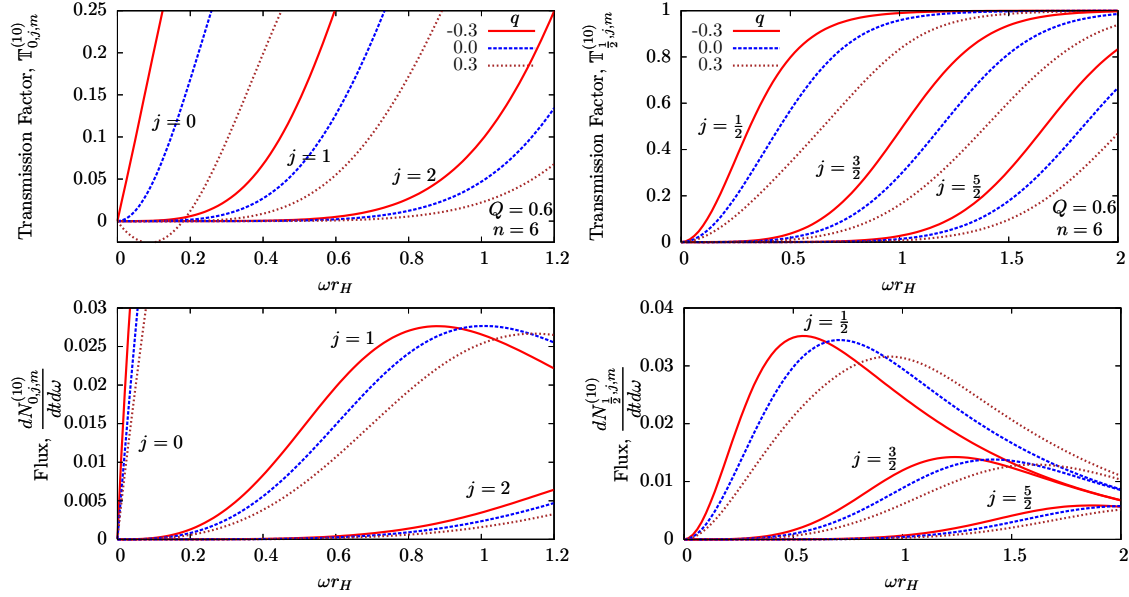 Transmission Factor, 𝕋^{(10)}_{0,j,m}
0.25
0.2
0.15
0.1
0.05
0
q
-0.3
0.0
0.3
j = 0
j = 1
j = 2
Q = 0.6
n = 6
0 0.2 0.4 0.6 0.8 1 1.2
ωr_H
Transmission Factor, 𝕋^{(10)}_{1/2,j,m}
1
0.8
0.6
0.4
0.2
0
q
-0.3
0.0
0.3
j = 1/2
j = 3/2
j = 5/2
Q = 0.6
n = 6
0 0.5 1 1.5 2
ωr_H
Flux, dN^{(10)}_{0,j,m}/dtdω
0.03
0.025
0.02
0.015
0.01
0.005
0
j = 1
j = 0
j = 2
0 0.2 0.4 0.6 0.8 1 1.2
ωr_H
Flux, dN^{(10)}_{1/2,j,m}/dtdω
0.04
0.03
0.02
0.01
0
j = 1/2
j = 3/2
j = 5/2
0 0.5 1 1.5 2
ωr_H